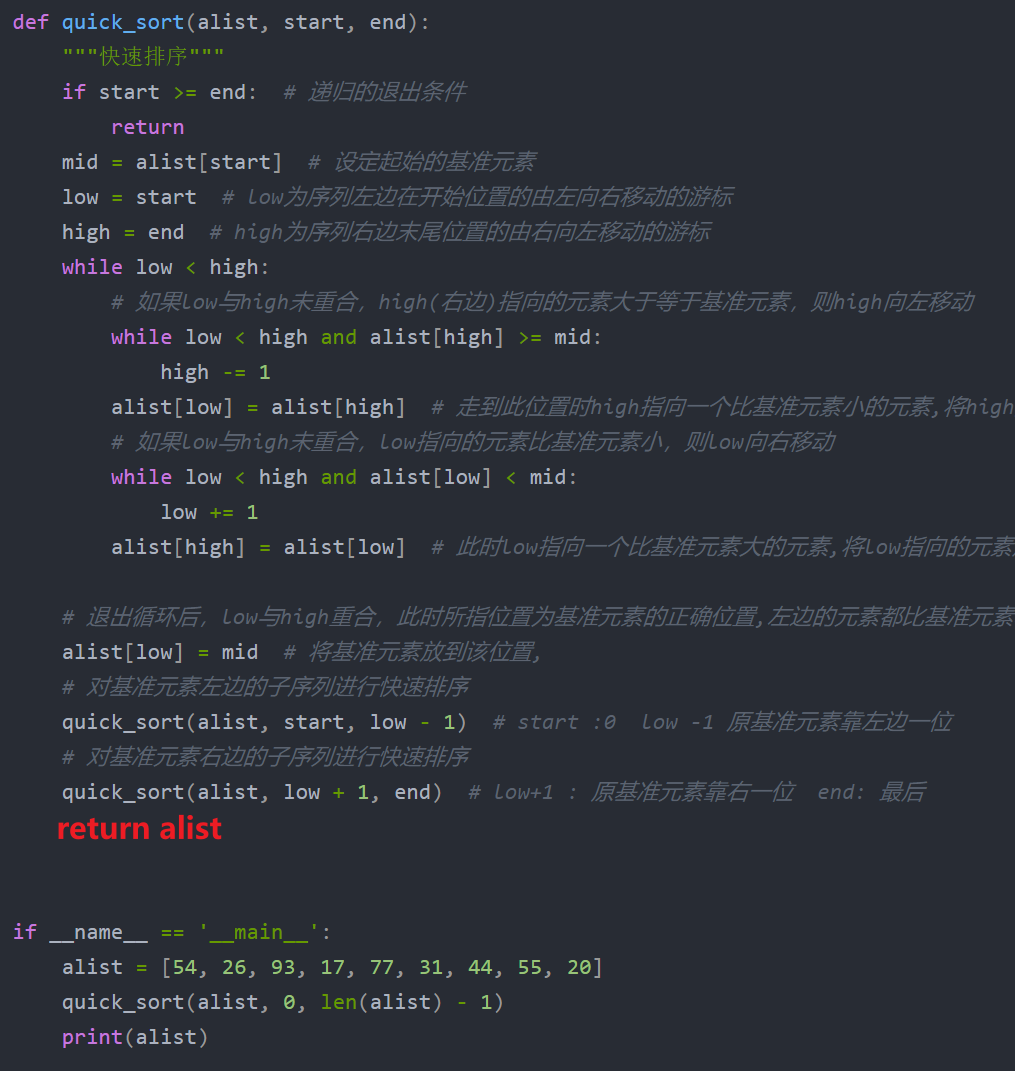 def quick_sort(alist, start, end):
"""快速排序"""
if start >= end:  # 递归的退出条件
return
mid = alist[start]  # 设定起始的基准元素
low = start  # low为序列左边在开始位置的由左向右移动的游标
high = end  # high为序列右边末尾位置的由右向左移动的游标
while low < high:
# 如果low与high未重合，high(右边)指向的元素大于等于基准元素，则high向左移动
while low < high and alist[high] >= mid:
high -= 1
alist[low] = alist[high]  # 走到此位置时high指向一个比基准元素小的元素,将high
# 如果low与high未重合，low指向的元素比基准元素小，则low向右移动
while low < high and alist[low] < mid:
low += 1
alist[high] = alist[low]  # 此时low指向一个比基准元素大的元素,将low指向的元素
# 退出循环后，low与high重合，此时所指位置为基准元素的正确位置,左边的元素都比基准元素
alist[low] = mid  # 将基准元素放到该位置,
# 对基准元素左边的子序列进行快速排序
quick_sort(alist, start, low - 1)  # start :0  low -1 原基准元素靠左边一位
# 对基准元素右边的子序列进行快速排序
quick_sort(alist, low + 1, end)  # low+1 : 原基准元素靠右一位  end: 最后
return alist
if __name__ == '__main__':
alist = [54, 26, 93, 17, 77, 31, 44, 55, 20]
quick_sort(alist, 0, len(alist) - 1)
print(alist)